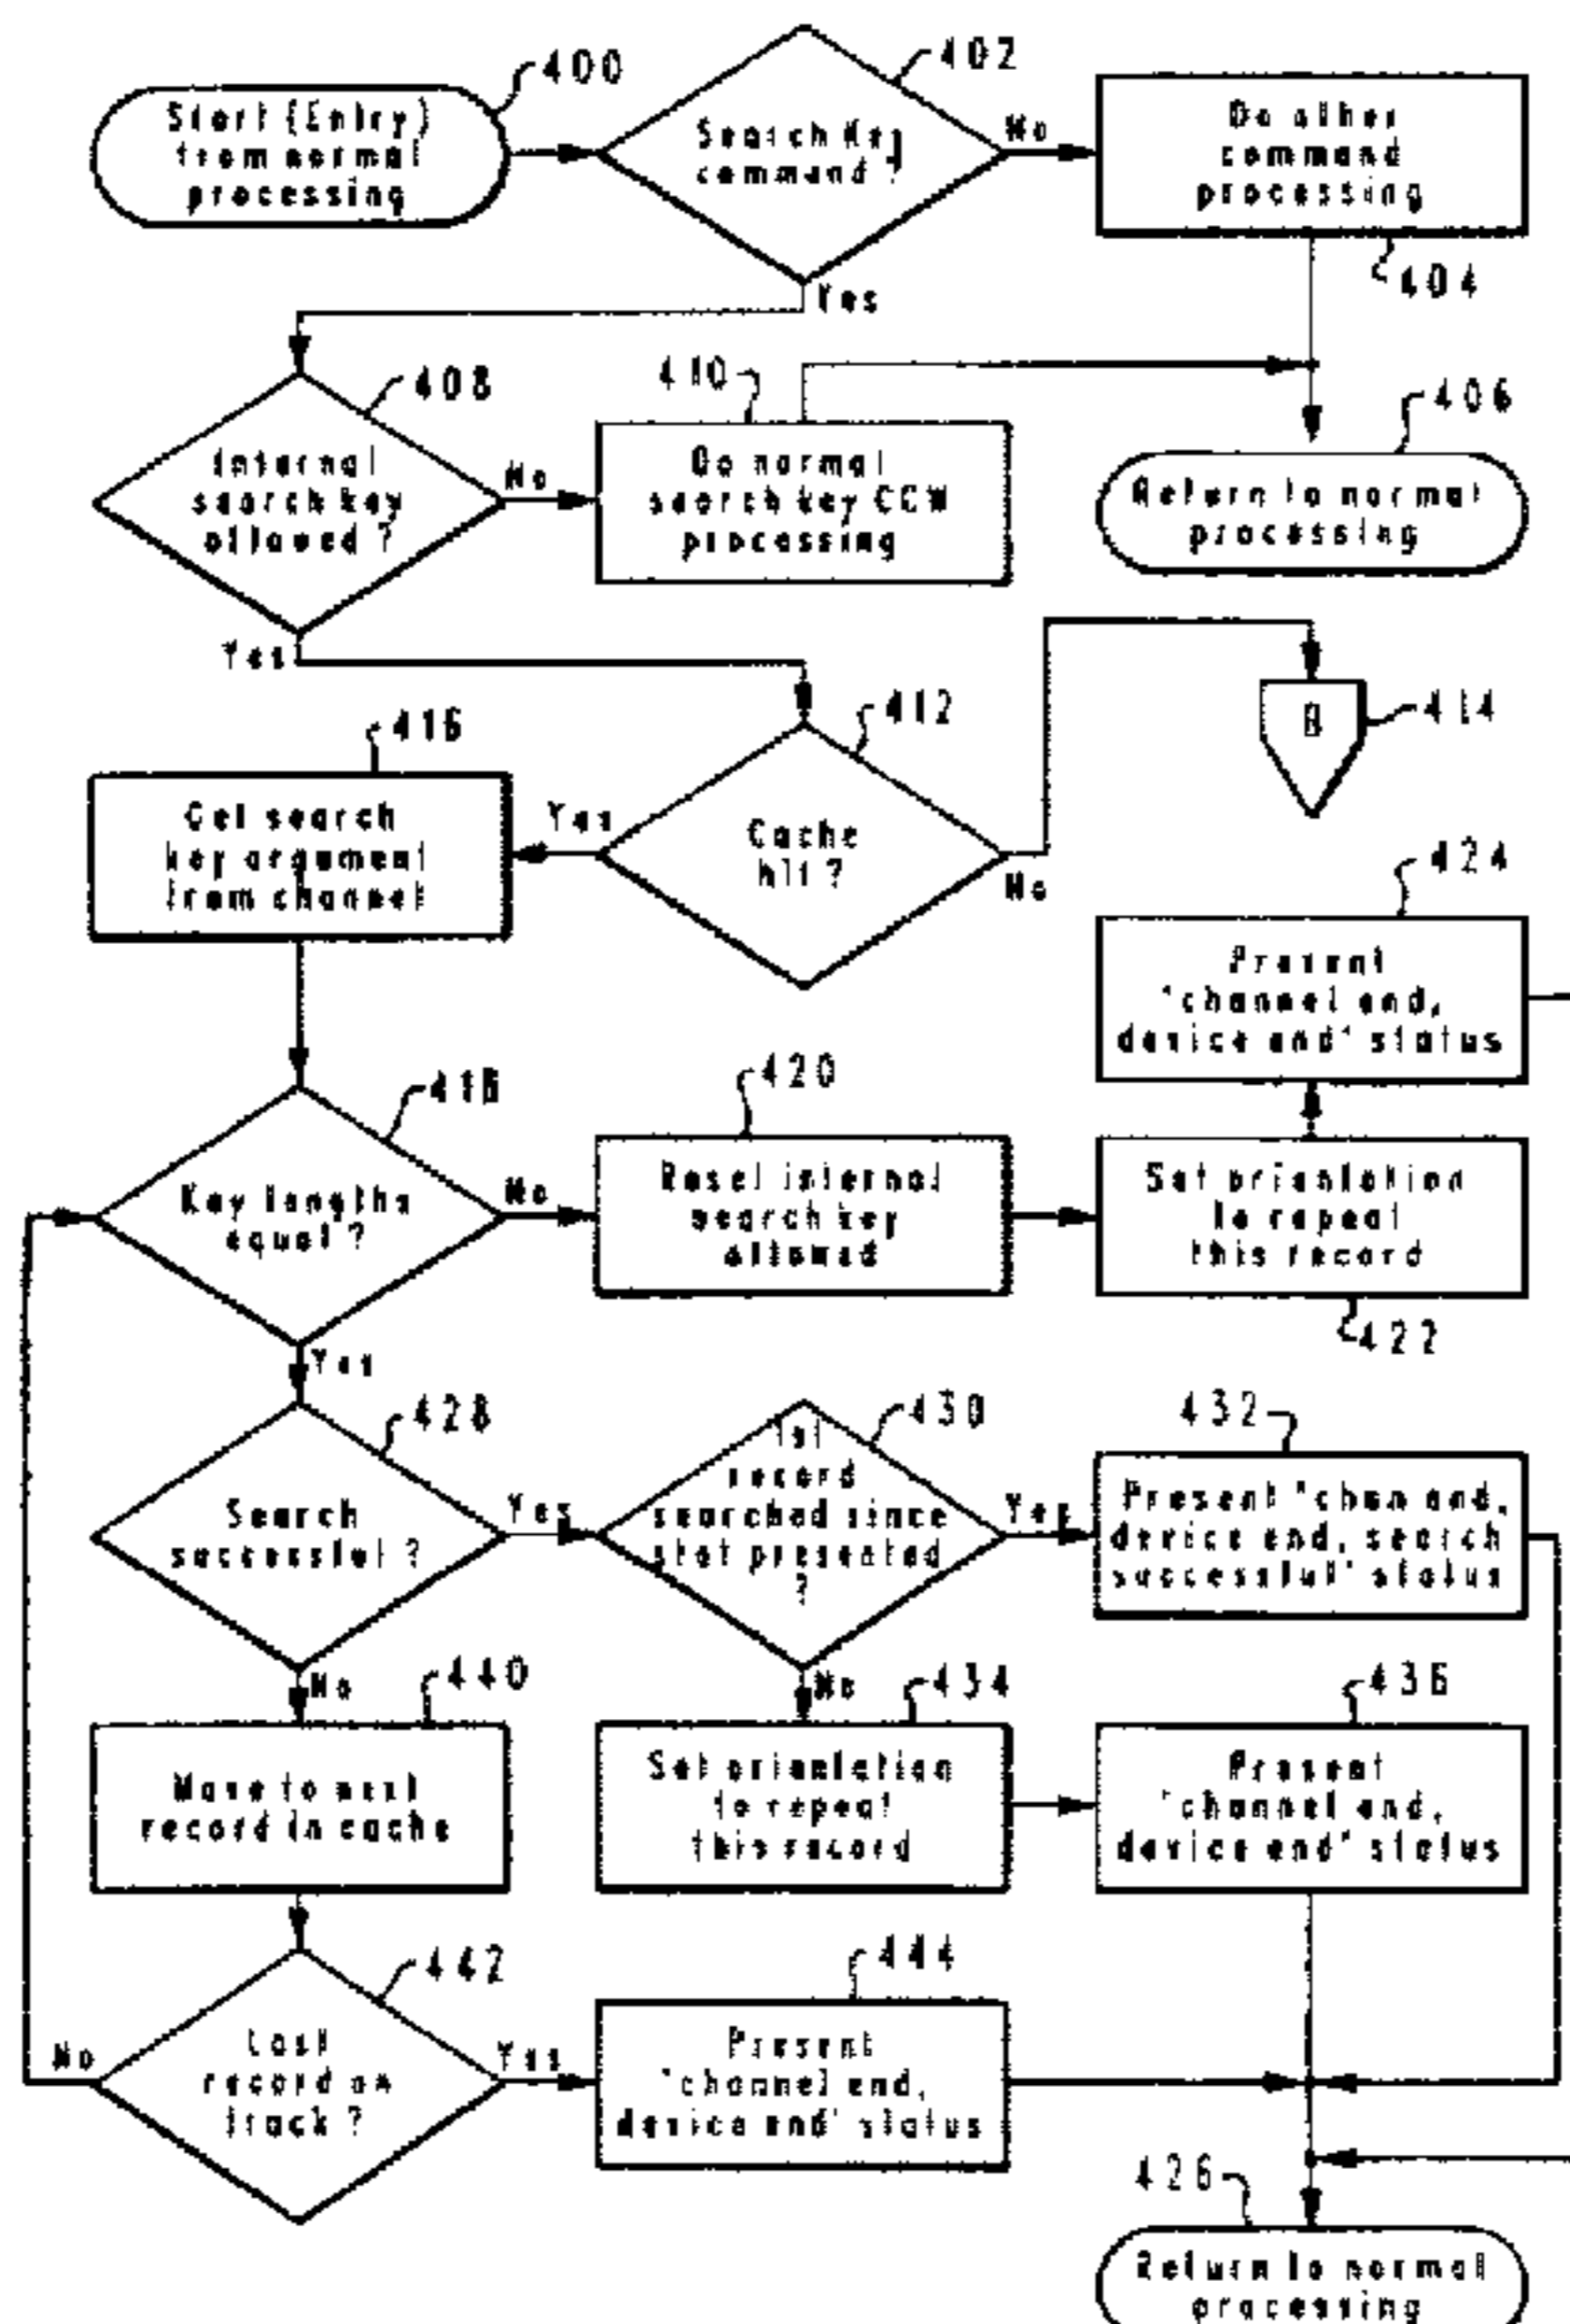 400
Start (Entry)
from normal
processing
402
Search Key
command ?
No
Do other
command
processing
404
Yes
408
Internal
search key
allowed ?
No
410
Do normal
search key CCW
processing
406
Return to normal
processing
Yes
412
Cache
hit ?
No
B
414
Yes
416
Get search
key argument
from channel
424
Present
"channel end,
device end" status
418
Key lengths
equal ?
No
420
Reset internal
search key
allowed
Set orientation
to repeat
this record
422
Yes
428
Search
successful ?
Yes
430
1st
record
searched since
stat presented
?
Yes
432
Present "chan end,
device end, search
successful" status
No
440
Move to next
record in cache
No
434
Set orientation
to repeat
this record
436
Present
"channel end,
device end" status
442
Last
record on
track ?
No
Yes
444
Present
"channel end,
device end" status
426
Return to normal
processing